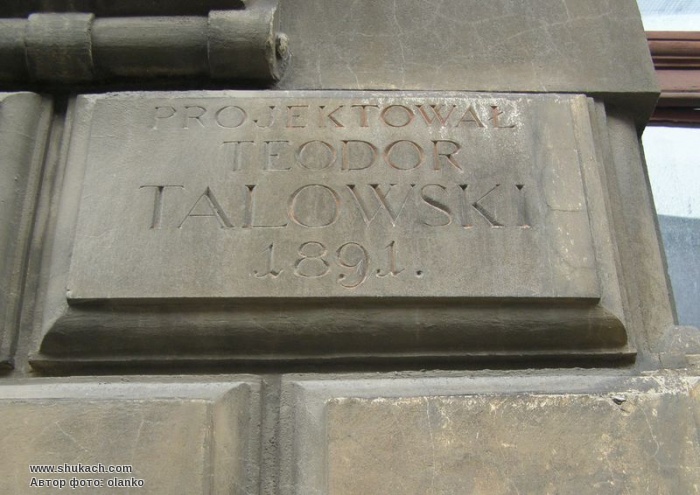 PROJEKTOWAŁ
TEODOR
TALOWSKI
1891.
www.shukach.com
Автор фото: olanko